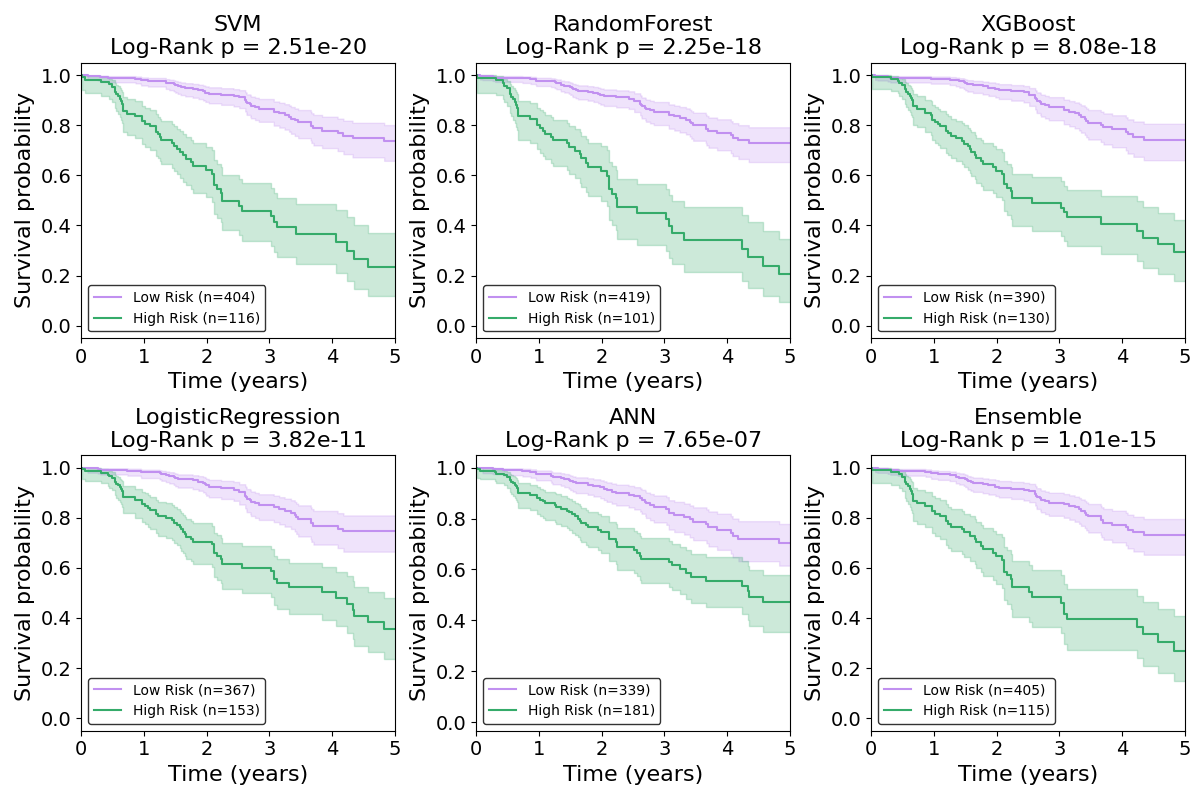 SVM
Log-Rank p = 2.51e-20
Survival probability
1.0
0.8
0.6
0.4
0.2
0.0
Low Risk (n=404)
High Risk (n=116)
0 1 2 3 4 5
Time (years)
RandomForest
Log-Rank p = 2.25e-18
Survival probability
1.0
0.8
0.6
0.4
0.2
0.0
Low Risk (n=419)
High Risk (n=101)
0 1 2 3 4 5
Time (years)
XGBoost
Log-Rank p = 8.08e-18
Survival probability
1.0
0.8
0.6
0.4
0.2
0.0
Low Risk (n=390)
High Risk (n=130)
0 1 2 3 4 5
Time (years)
LogisticRegression
Log-Rank p = 3.82e-11
Survival probability
1.0
0.8
0.6
0.4
0.2
0.0
Low Risk (n=367)
High Risk (n=153)
0 1 2 3 4 5
Time (years)
ANN
Log-Rank p = 7.65e-07
Survival probability
1.0
0.8
0.6
0.4
0.2
0.0
Low Risk (n=339)
High Risk (n=181)
0 1 2 3 4 5
Time (years)
Ensemble
Log-Rank p = 1.01e-15
Survival probability
1.0
0.8
0.6
0.4
0.2
0.0
Low Risk (n=405)
High Risk (n=115)
0 1 2 3 4 5
Time (years)